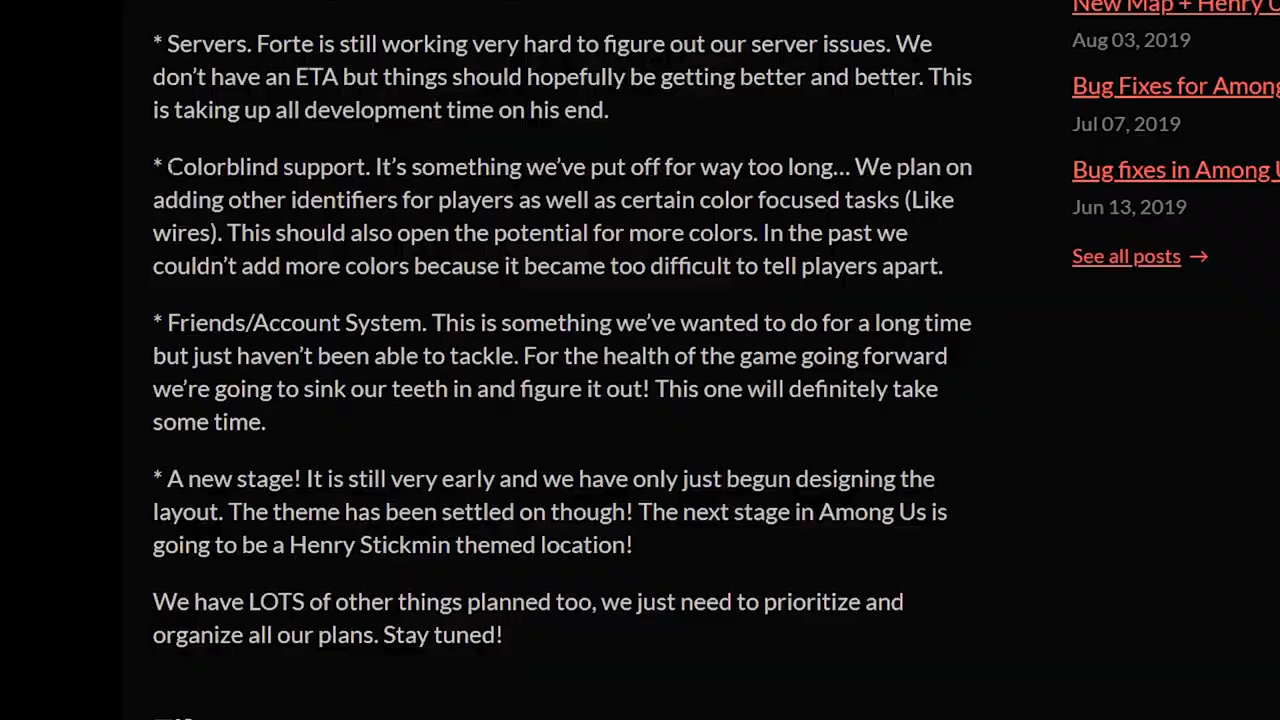 * Servers. Forte is still working very hard to figure out our server issues. We
don’t have an ETA but things should hopefully be getting better and better. This
is taking up all development time on his end.
* Colorblind support. It’s something we’ve put off for way too long... We plan on
adding other identifiers for players as well as certain color focused tasks (Like
wires). This should also open the potential for more colors. In the past we
couldn’t add more colors because it became too difficult to tell players apart.
* Friends/Account System. This is something we’ve wanted to do for a long time
but just haven’t been able to tackle. For the health of the game going forward
we’re going to sink our teeth in and figure it out! This one will definitely take
some time.
* A new stage! It is still very early and we have only just begun designing the
layout. The theme has been settled on though! The next stage in Among Us is
going to be a Henry Stickmin themed location!
We have LOTS of other things planned too, we just need to prioritize and
organize all our plans. Stay tuned!
New Map + Henry
Aug 03, 2019
Bug Fixes for Among
Jul 07, 2019
Bug fixes in Among
Jun 13, 2019
See all posts →